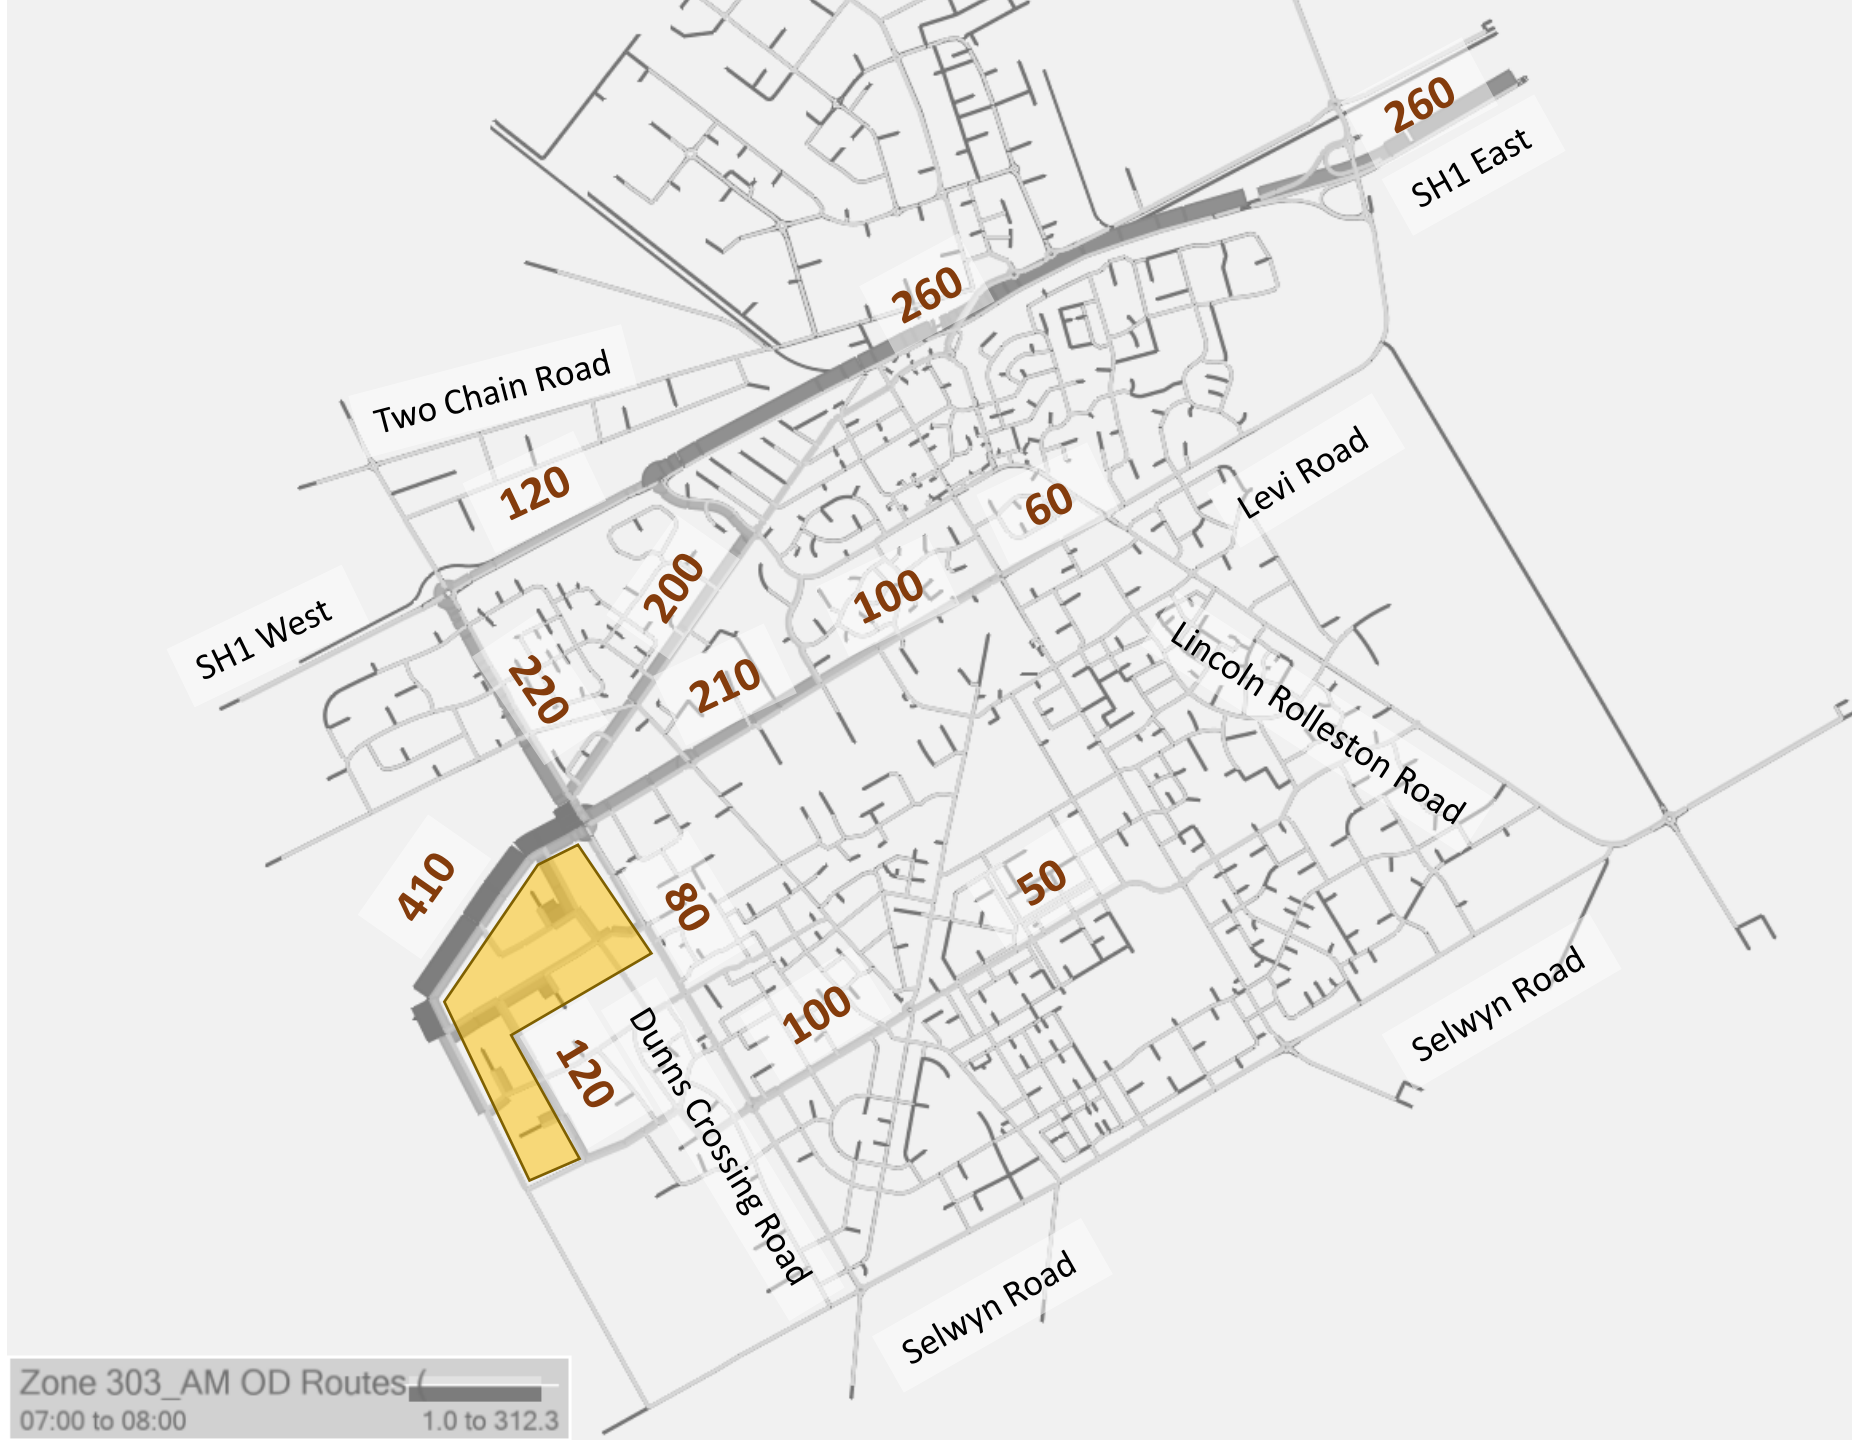 260
SH1 East
260
Two Chain Road
120
60
Levi Road
200
100
SH1 West
220
210
Lincoln Rolleston Road
410
80
50
100
120
Dunns Crossing Road
Selwyn Road
Selwyn Road
Zone 303_AM OD Routes (
07:00 to 08:00
1.0 to 312.3